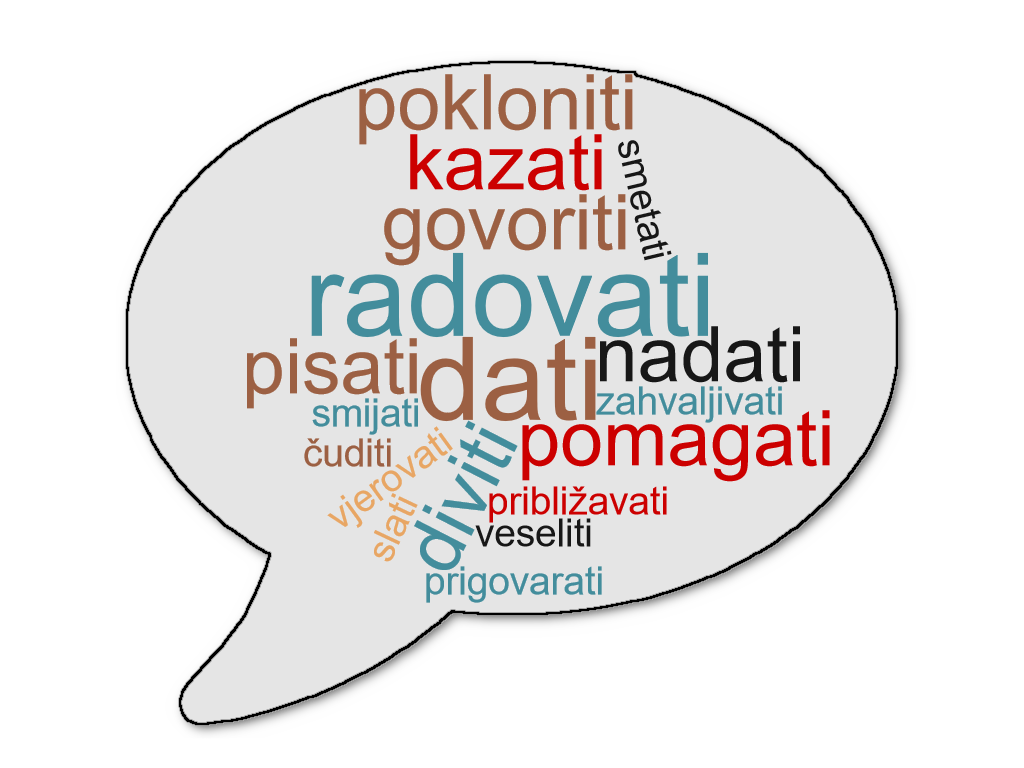 pokloniti
kazati
smetati
govoriti
radovati
nadati
pisati
dati
zahvaljivati
smijati
pomagati
čuditi
vjerovati
diviti
slati
približavati
veseliti
prigovarati